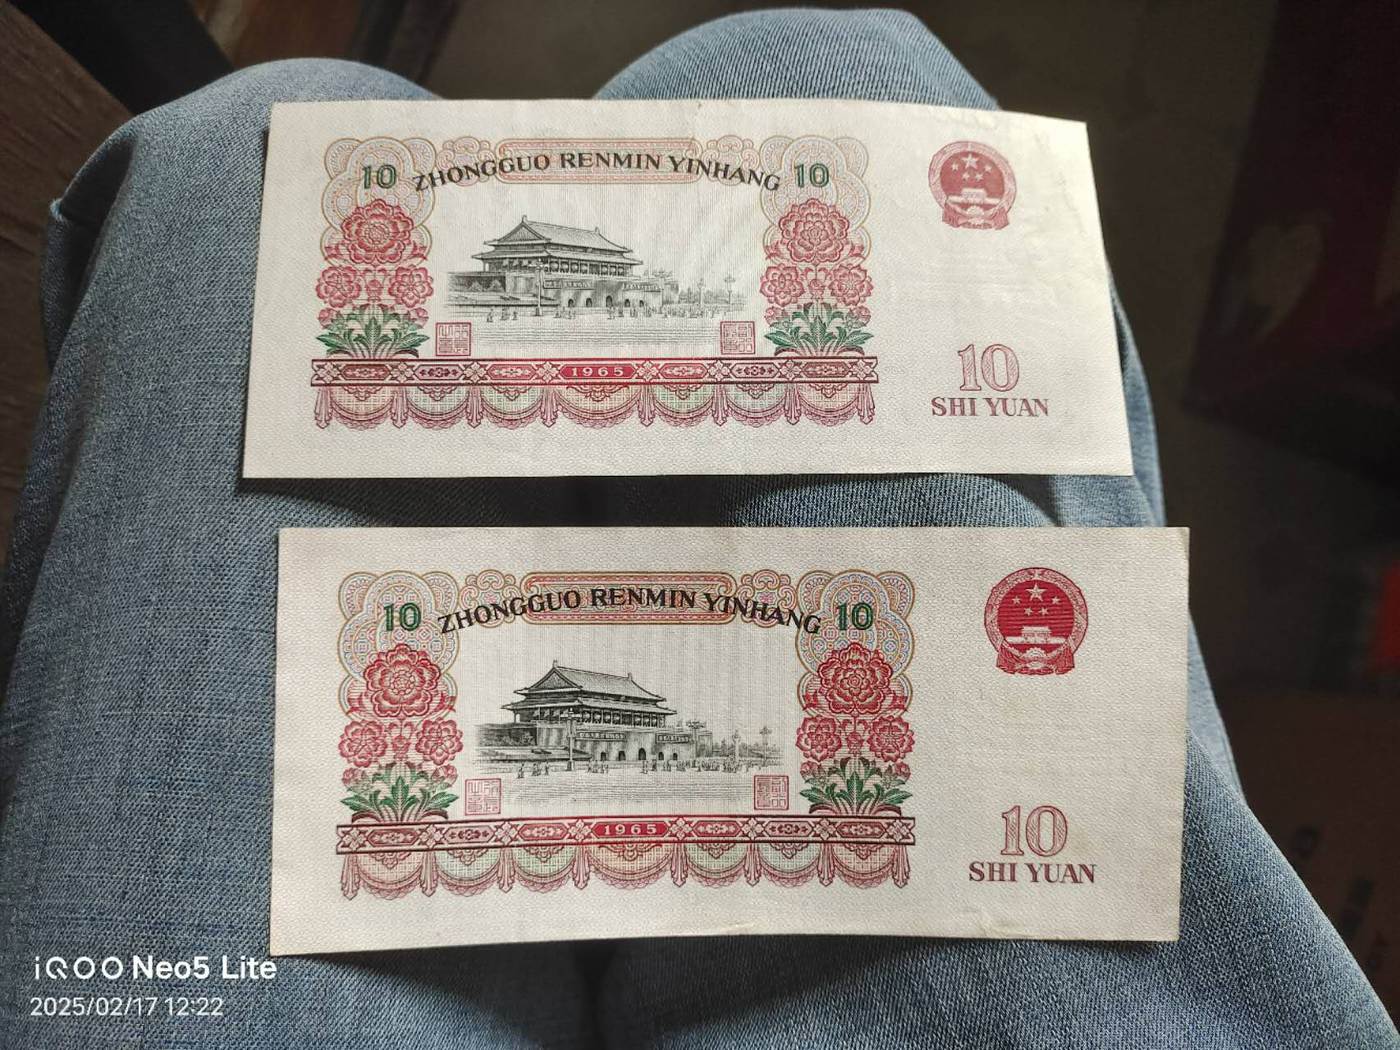 10 ZHONGGUO RENMIN YINHANG 10
1965
10
SHI YUAN
10 ZHONGGUO RENMIN YINHANG 10
1965
10
SHI YUAN
iQOO Neo5 Lite
2025/02/17 12:22